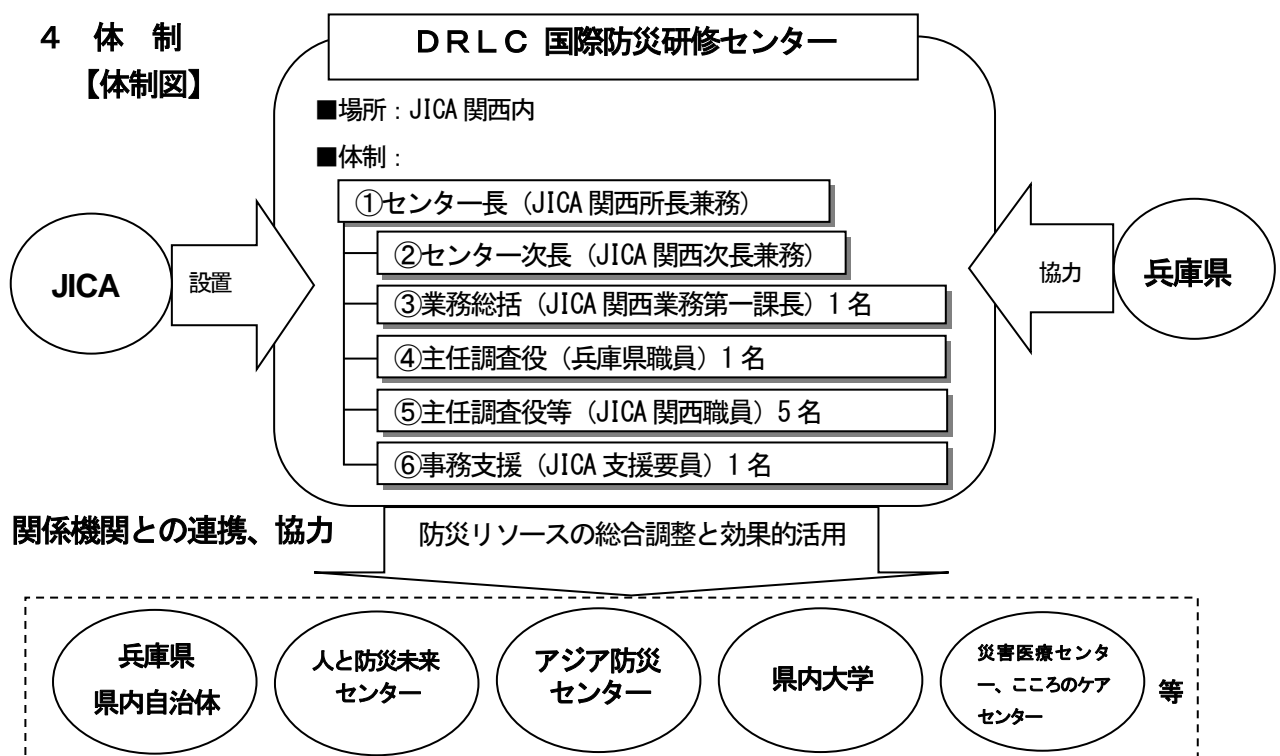 ４ 体 制
【体制図】
ＤＲＬＣ 国際防災研修センター
■場所：JICA 関西内
■体制：
①センター長（JICA 関西所長兼務）
②センター次長（JICA 関西次長兼務）
③業務総括（JICA 関西業務第一課長）1 名
④主任調査役（兵庫県職員）1 名
⑤主任調査役等（JICA 関西職員）5 名
⑥事務支援（JICA 支援要員）1 名
JICA
設置
協力
兵庫県
関係機関との連携、協力
防災リソースの総合調整と効果的活用
兵庫県
県内自治体
人と防災未来
センター
アジア防災
センター
県内大学
災害医療センタ
ー、こころのケア
センター
等